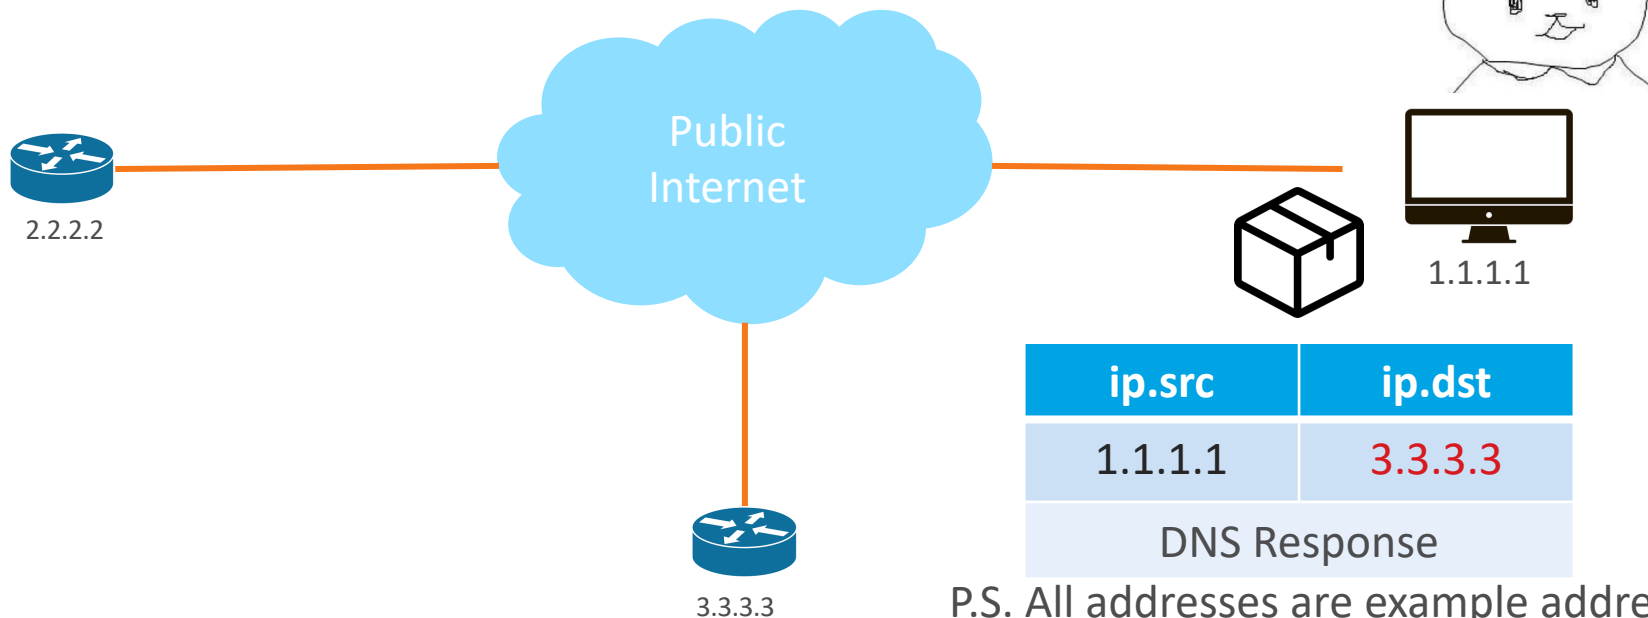 Public
Internet
2.2.2.2
1.1.1.1
ip.src ip.dst
1.1.1.1 3.3.3.3
DNS Response
3.3.3.3
P.S. All addresses are example addre